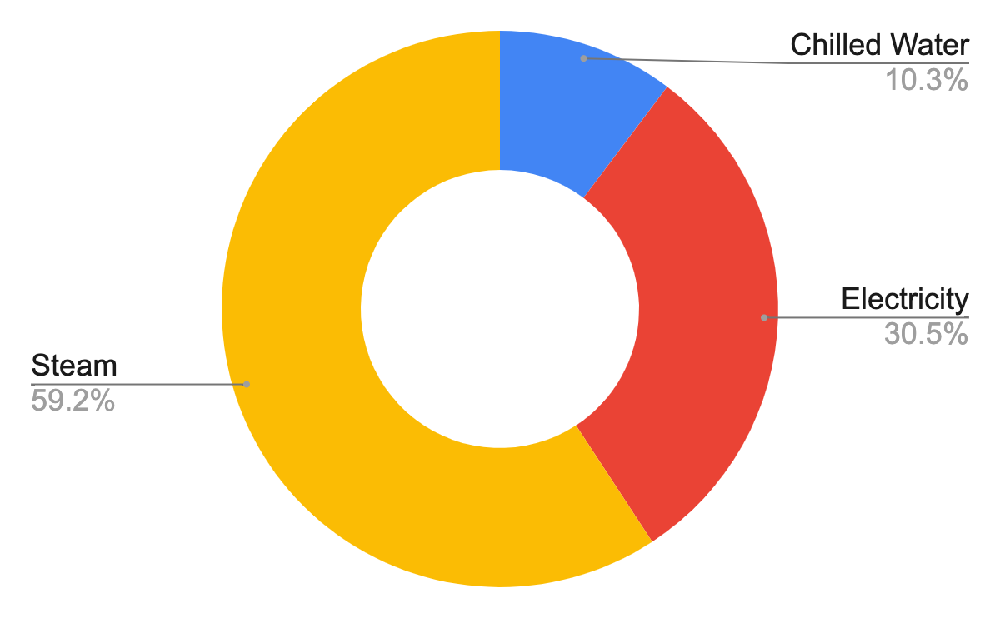 Chilled Water
10.3%
Electricity
30.5%
Steam
59.2%